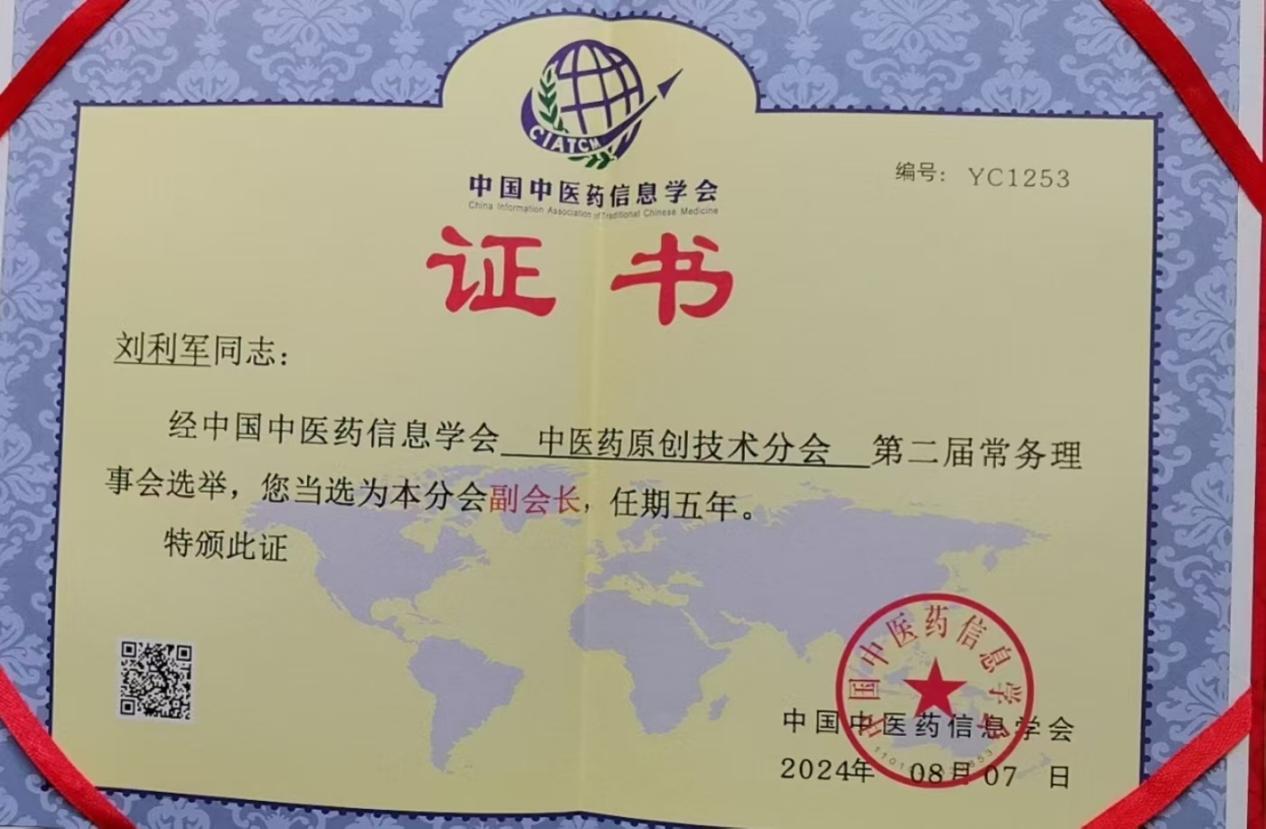 CIATCM
中国中医药信息学会
China Information Association of Traditional Chinese Medicine
编号: YC1253
证书
刘利军同志:
经中国中医药信息学会 中医药原创技术分会 第二届常务理
事会选举，您当选为本分会副会长，任期五年。
特颁此证
中国中医药信息学会
中国中医药信息学会
2024年 08月 07 日